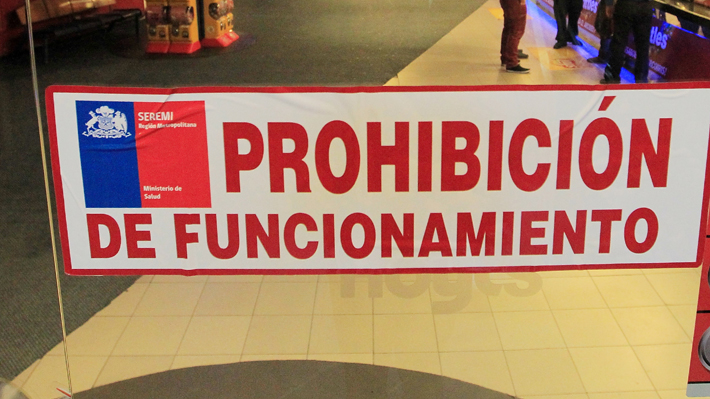 SEREMI
Región Metropolitana
Ministerio de
Salud
PROHIBICIÓN
DE FUNCIONAMIENTO